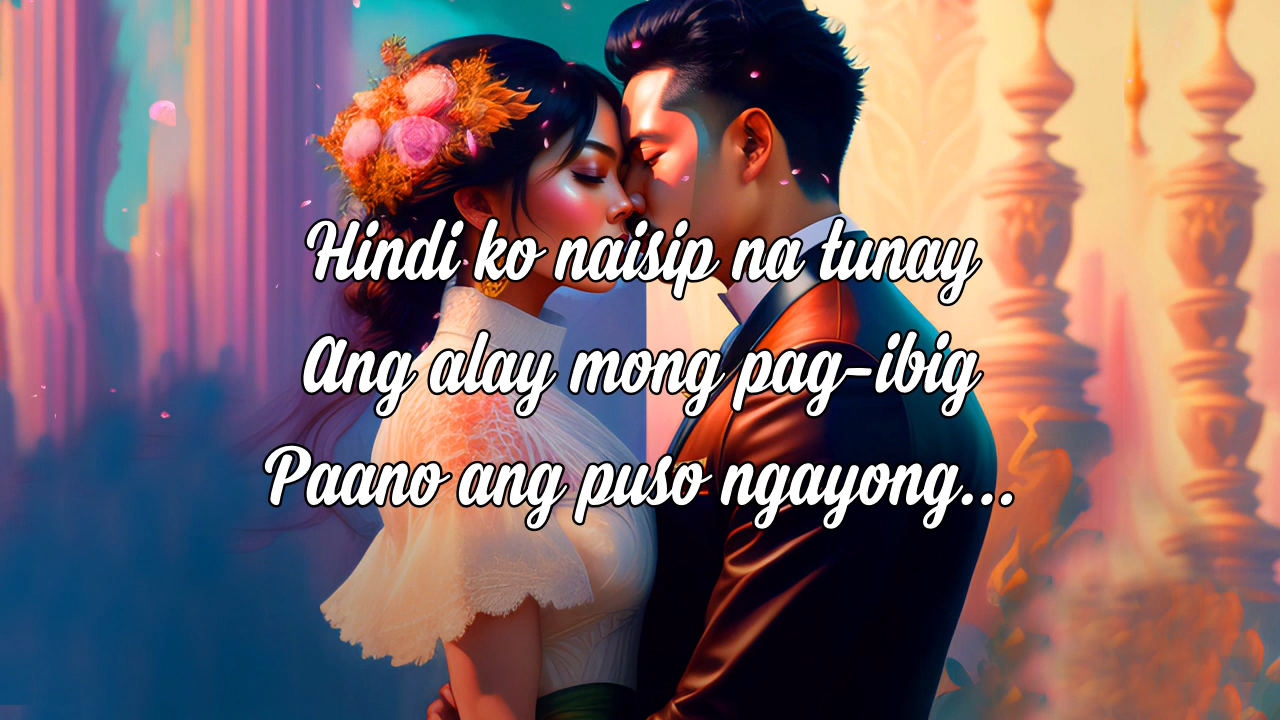 Hindi ko naisip na tunay
Ang alay mong pag-ibig
Paano ang puso ngayong...